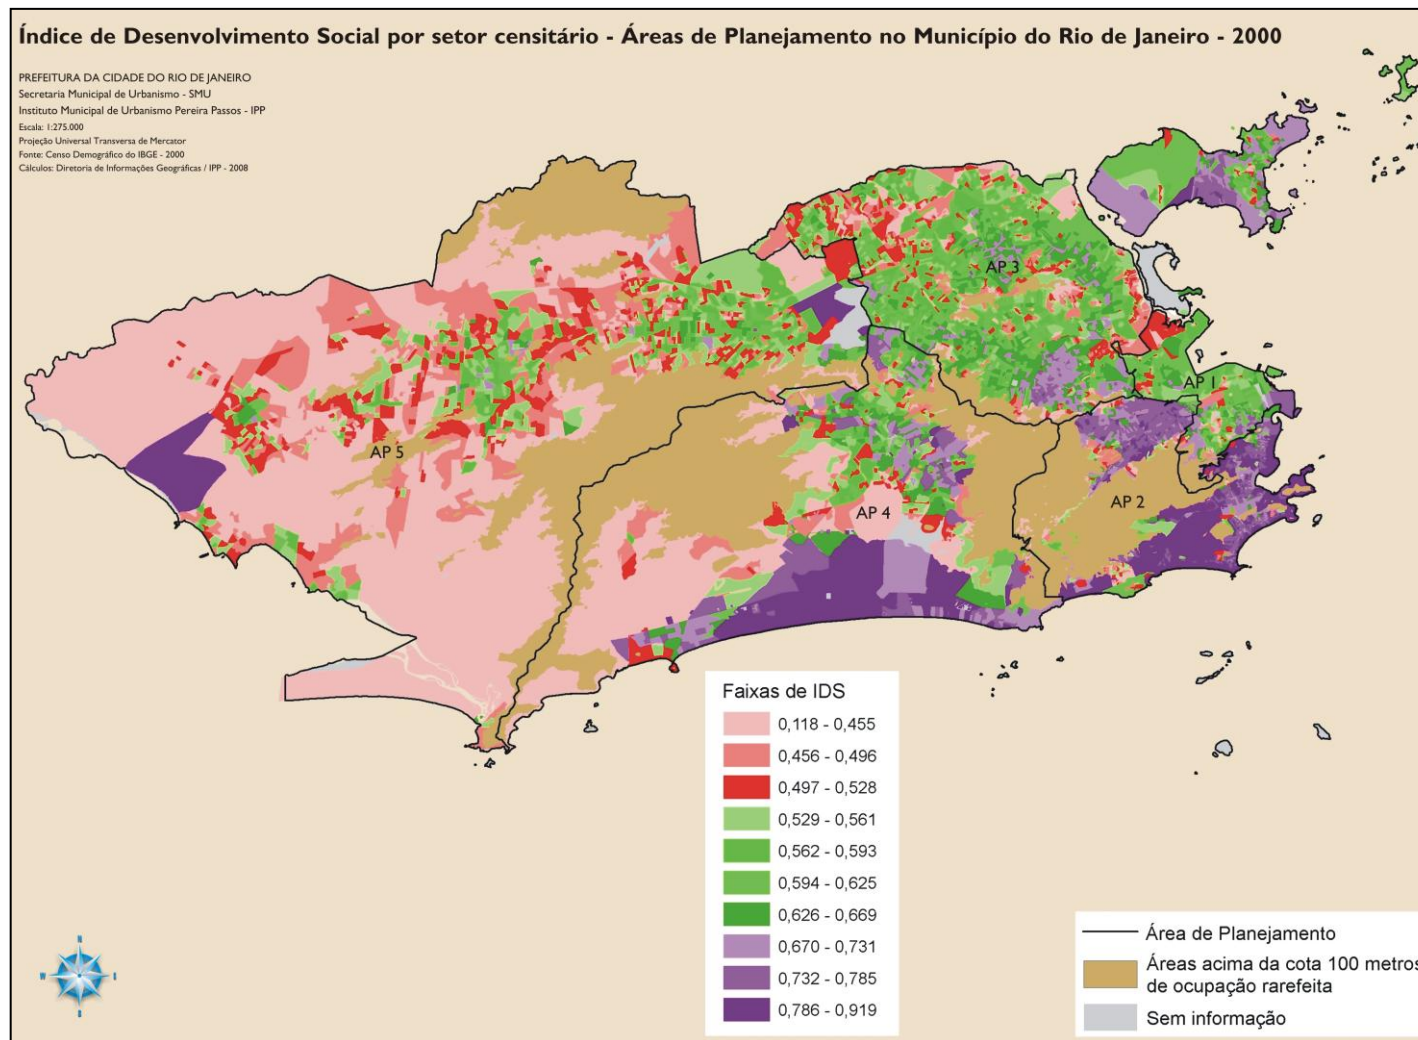 Índice de Desenvolvimento Social por setor censitário - Áreas de Planejamento no Município do Rio de Janeiro - 2000
PREFEITURA DA CIDADE DO RIO DE JANEIRO
Secretaria Municipal de Urbanismo - SMU
Instituto Municipal de Urbanismo Pereira Passos - IPP
Escala: 1:275.000
Projeção Universal Transversa de Mercator
Fonte: Censo Demográfico do IBGE - 2000
Cálculos: Diretoria de Informações Geográficas / IPP - 2008
AP 3
AP 1
AP 5
AP 2
AP 4
Faixas de IDS
0,118 - 0,455
0,456 - 0,496
0,497 - 0,528
0,529 - 0,561
0,562 - 0,593
0,594 - 0,625
0,626 - 0,669
0,670 - 0,731
0,732 - 0,785
0,786 - 0,919
Área de Planejamento
Áreas acima da cota 100 metros
de ocupação rarefeita
Sem informação